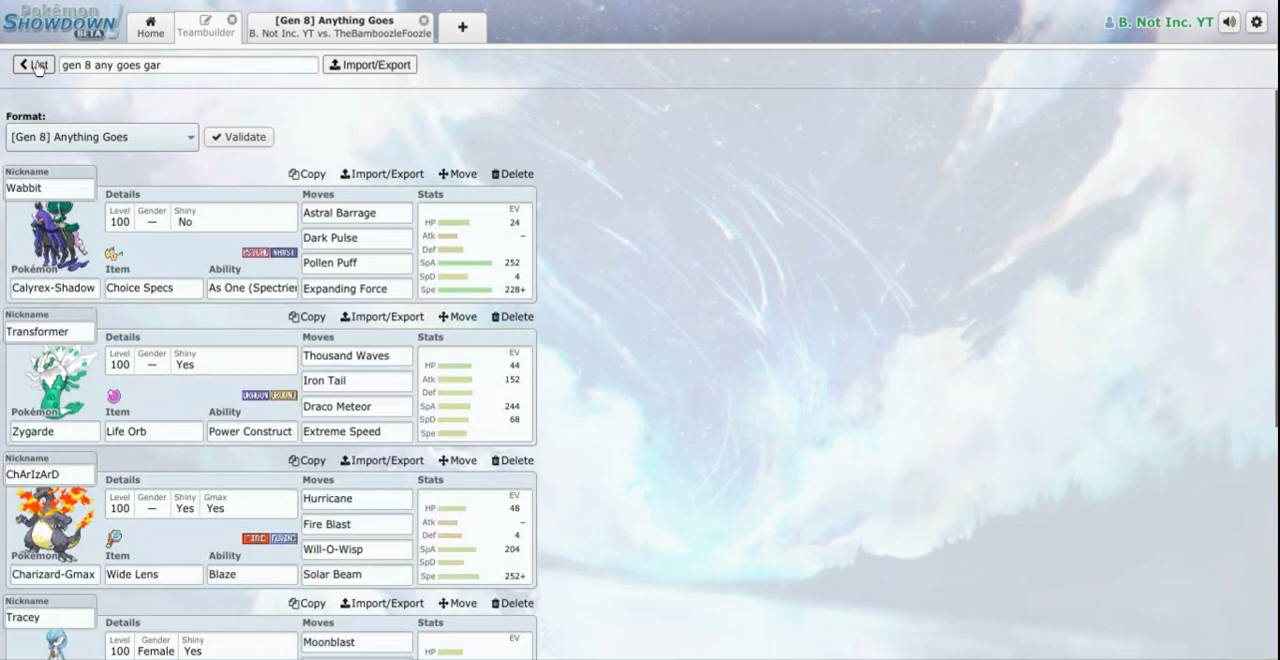 Pokémon
SHOWDOWN!
BETA
Home
Teambuilder
[Gen 8] Anything Goes
B. Not Inc. YT vs. TheBamboozleFoozle
+
B. Not Inc. YT
List
gen 8 any goes gar
Import/Export
Format:
[Gen 8] Anything Goes
Validate
Nickname
Wabbit
Copy Import/Export Move Delete
Details Moves Stats
Level Gender Shiny
100 — No
Astral Barrage
Dark Pulse
Pollen Puff
Expanding Force
EV
HP 24
Atk –
Def
SpA 252
SpD 4
Spe 228+
PSYCHC GHOST
Pokémon Item Ability
Calyrex-Shadow Choice Specs As One (Spectrier
Nickname
Transformer
Copy Import/Export Move Delete
Details Moves Stats
Level Gender Shiny
100 — Yes
Thousand Waves
Iron Tail
Draco Meteor
Extreme Speed
EV
HP 44
Atk 152
Def
SpA 244
SpD 68
Spe
DRAGON GROUND
Pokémon Item Ability
Zygarde Life Orb Power Construct
Nickname
ChArIzArD
Copy Import/Export Move Delete
Details Moves Stats
Level Gender Shiny Gmax
100 — Yes Yes
Hurricane
Fire Blast
Will-O-Wisp
Solar Beam
EV
HP 48
Atk –
Def 4
SpA 204
SpD
Spe 252+
FIRE FLYING
Pokémon Item Ability
Charizard-Gmax Wide Lens Blaze
Nickname
Tracey
Copy Import/Export Move Delete
Details Moves Stats
Level Gender Shiny
100 Female Yes
Moonblast
EV
HP